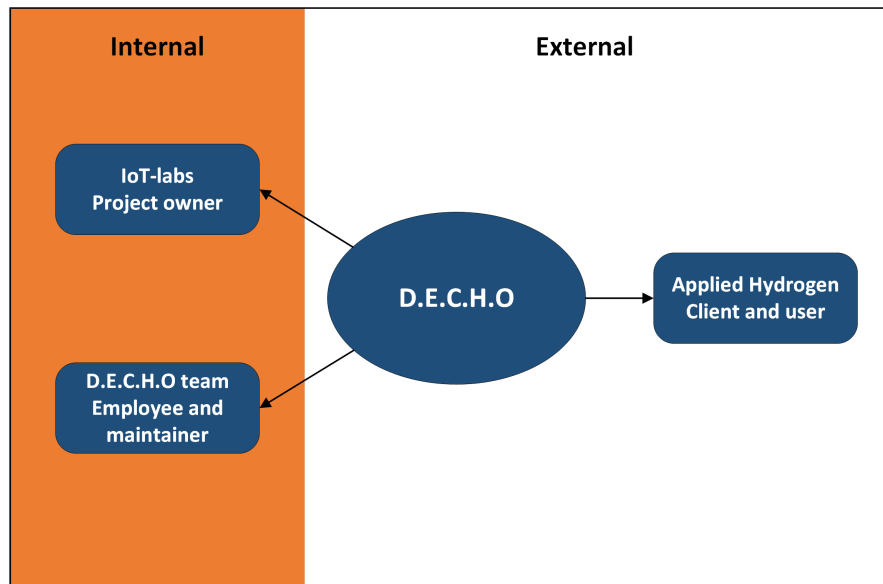 Internal
External
IoT-labs
Project owner
D.E.C.H.O
Applied Hydrogen
Client and user
D.E.C.H.O team
Employee and
maintainer